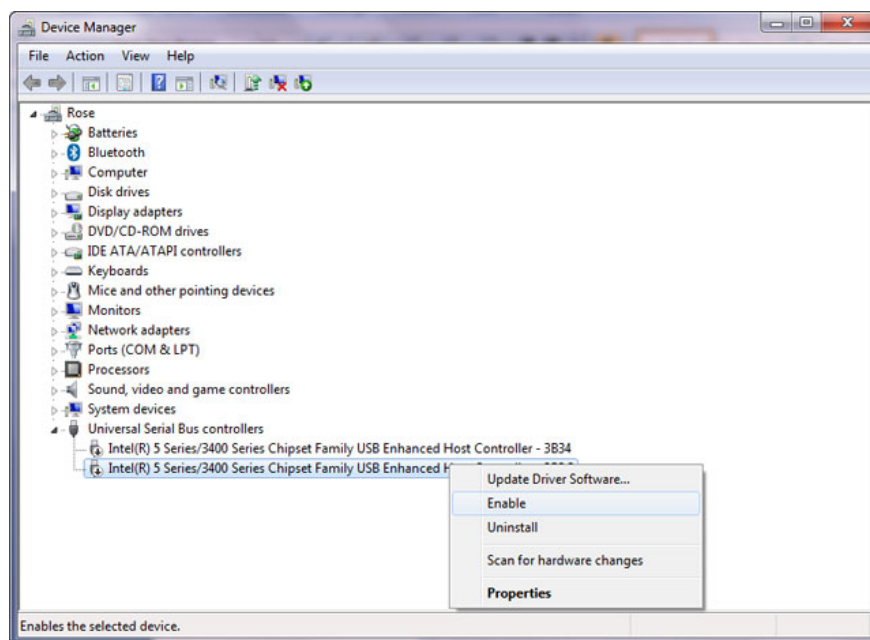 Device Manager
File Action View Help
Rose
Batteries
Bluetooth
Computer
Disk drives
Display adapters
DVD/CD-ROM drives
IDE ATA/ATAPI controllers
Keyboards
Mice and other pointing devices
Monitors
Network adapters
Ports (COM & LPT)
Processors
Sound, video and game controllers
System devices
Universal Serial Bus controllers
Intel(R) 5 Series/3400 Series Chipset Family USB Enhanced Host Controller - 3B34
Intel(R) 5 Series/3400 Series Chipset Family USB Enhanced H
Update Driver Software...
Enable
Uninstall
Scan for hardware changes
Properties
Enables the selected device.